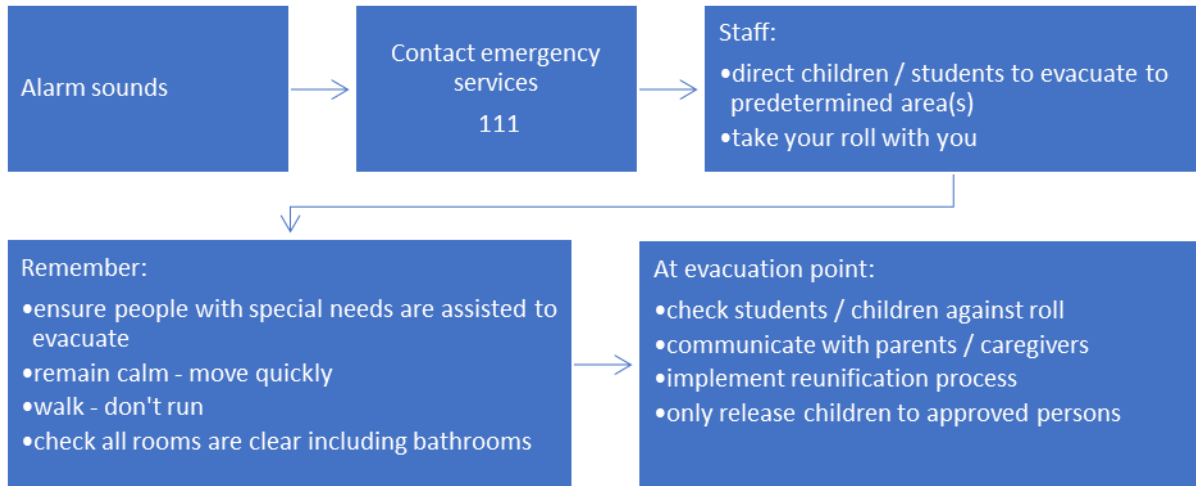 Alarm sounds
Contact emergency
services
111
Staff:
•direct children / students to evacuate to
predetermined area(s)
•take your roll with you
Remember:
•ensure people with special needs are assisted to
evacuate
•remain calm - move quickly
•walk - don't run
•check all rooms are clear including bathrooms
At evacuation point:
•check students / children against roll
•communicate with parents / caregivers
•implement reunification process
•only release children to approved persons